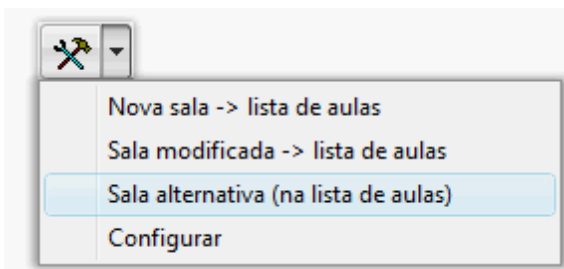 Nova sala -> lista de aulas
Sala modificada -> lista de aulas
Sala alternativa (na lista de aulas)
Configurar